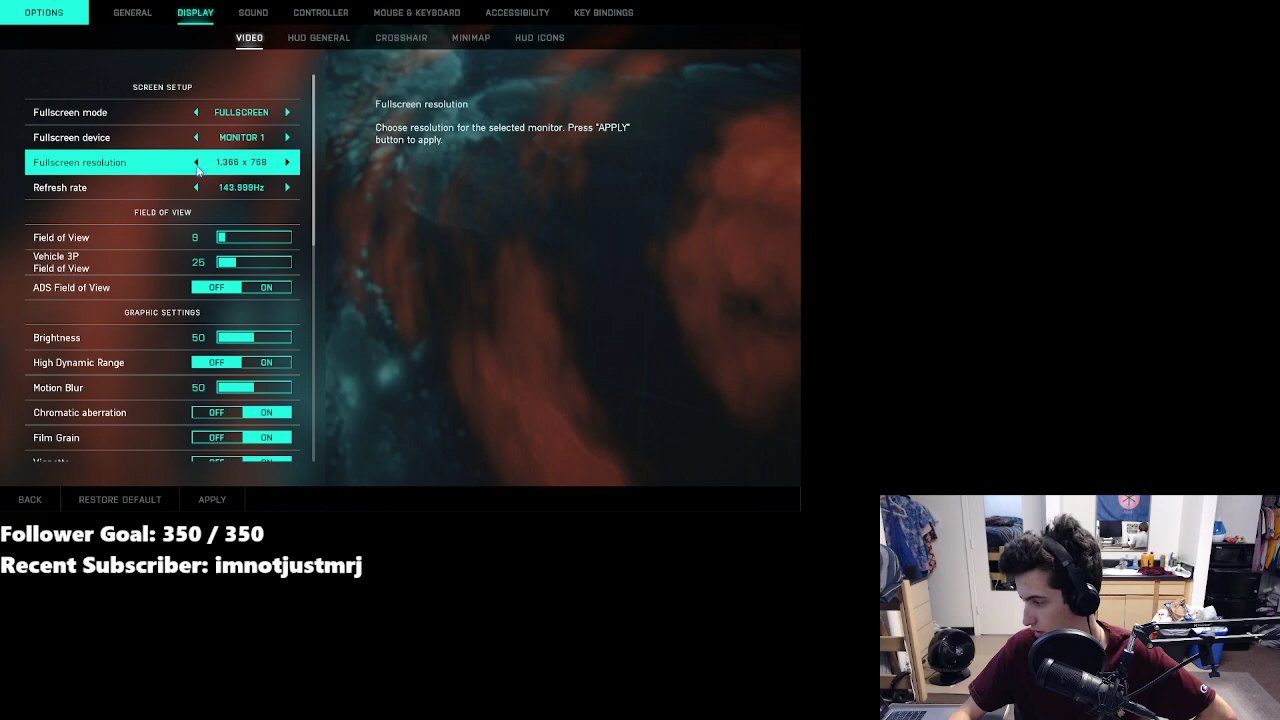 OPTIONS GENERAL DISPLAY SOUND CONTROLLER MOUSE & KEYBOARD ACCESSIBILITY KEY BINDINGS
VIDEO HUD GENERAL CROSSHAIR MINIMAP HUD ICONS
SCREEN SETUP
Fullscreen mode FULLSCREEN
Fullscreen device MONITOR 1
Fullscreen resolution 1,366 x 768
Refresh rate 143.999Hz
FIELD OF VIEW
Field of View 9
Vehicle 3P
Field of View 25
ADS Field of View OFF ON
GRAPHIC SETTINGS
Brightness 50
High Dynamic Range OFF ON
Motion Blur 50
Chromatic aberration OFF ON
Film Grain OFF ON
Fullscreen resolution
Choose resolution for the selected monitor. Press "APPLY"
button to apply.
BACK RESTORE DEFAULT APPLY
Follower Goal: 350 / 350
Recent Subscriber: imnotjustmrj